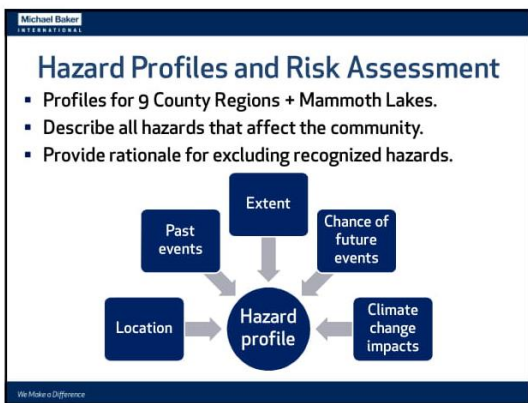 Michael Baker
INTERNATIONAL
Hazard Profiles and Risk Assessment
▪ Profiles for 9 County Regions + Mammoth Lakes.
▪ Describe all hazards that affect the community.
▪ Provide rationale for excluding recognized hazards.
Location
Past
events
Extent
Chance of
future
events
Climate
change
impacts
Hazard
profile
We Make a Difference